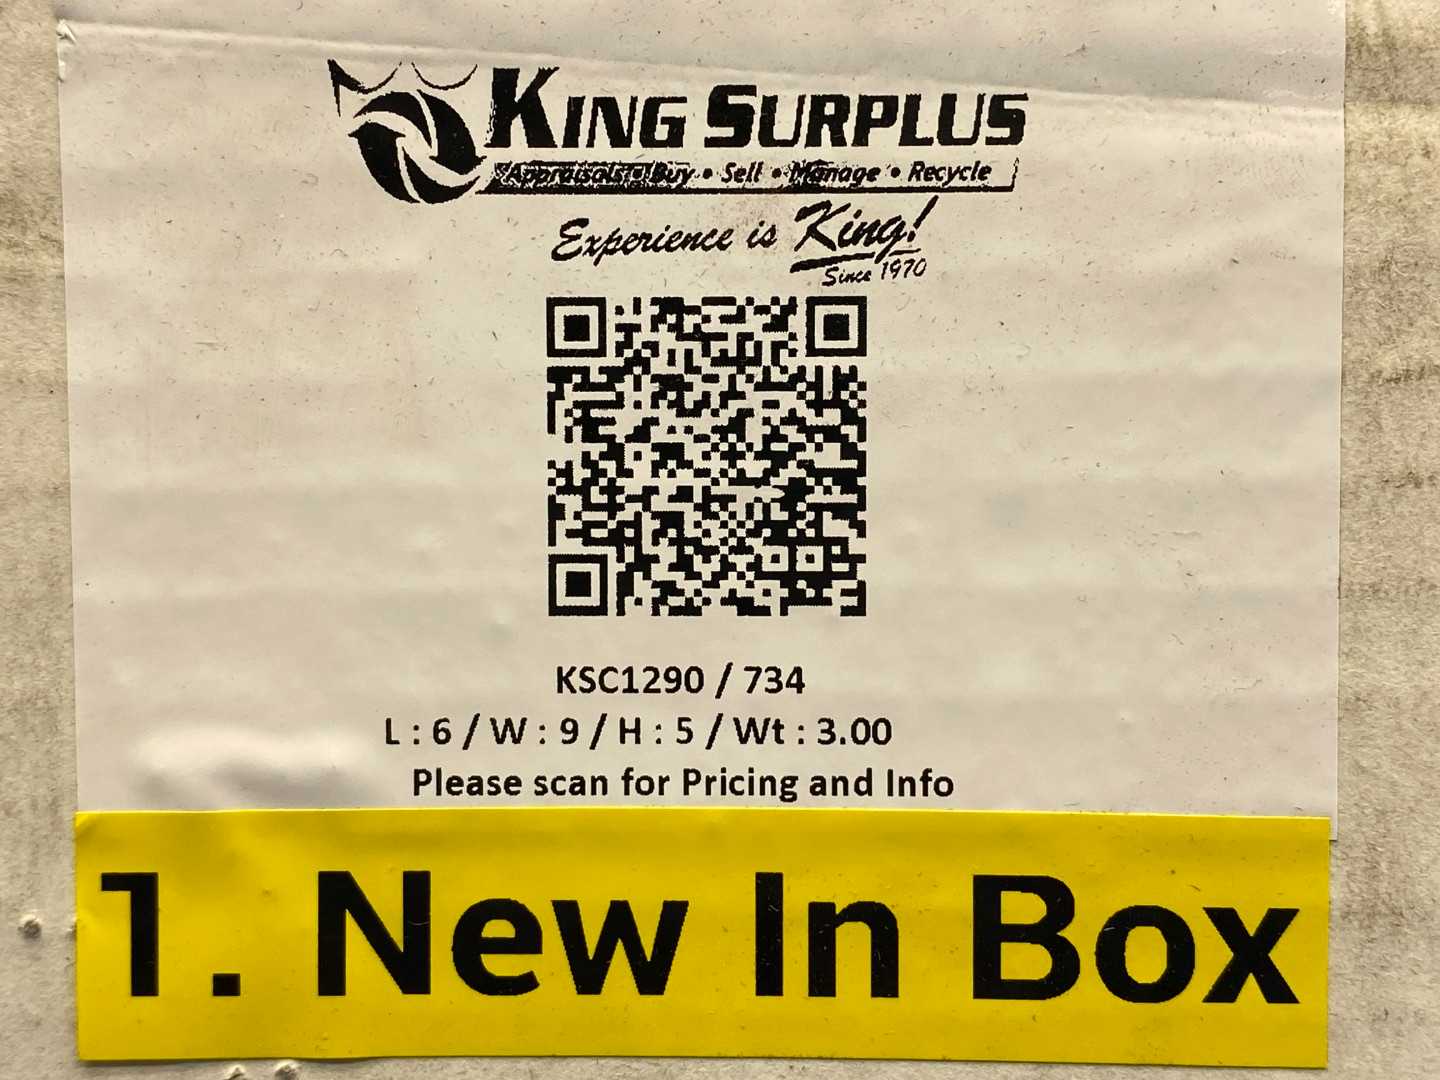 KING SURPLUS
Appraisals • Buy • Sell • Manage • Recycle
Experience is King!
Since 1970
KSC1290 / 734
L : 6 / W : 9 / H : 5 / Wt : 3.00
Please scan for Pricing and Info
1. New In Box